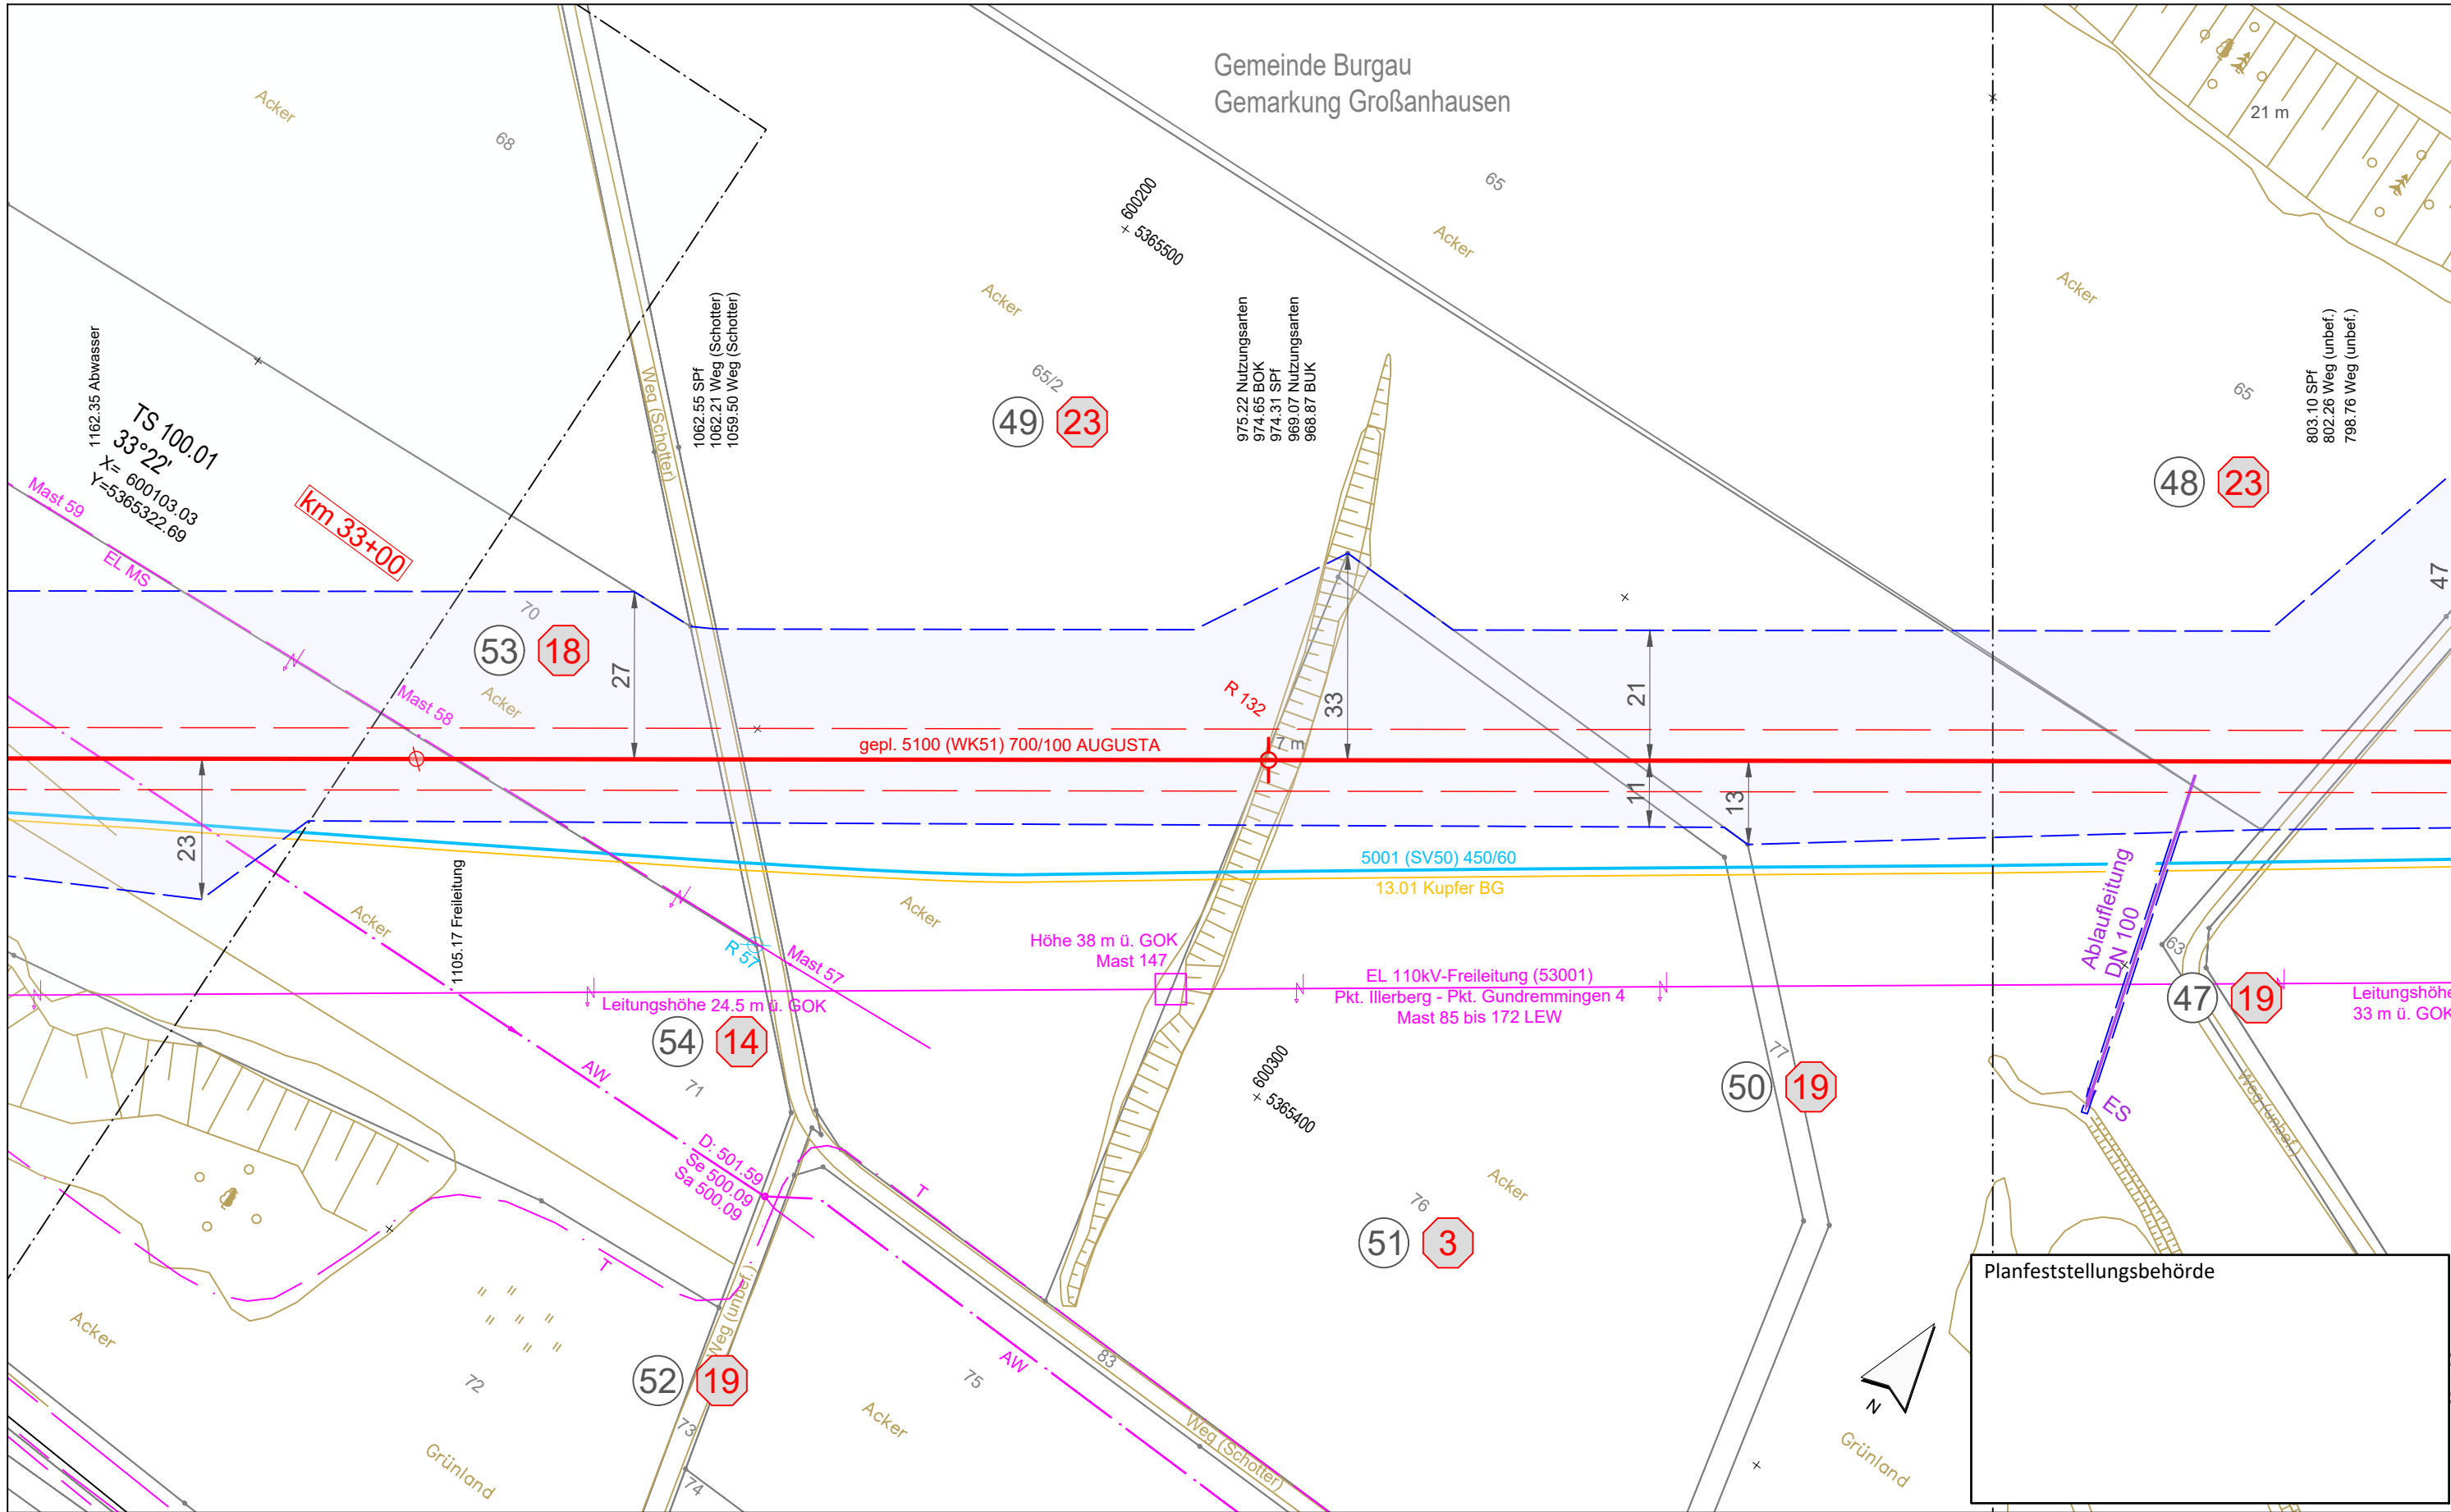 Gemeinde Burgau
Gemarkung Großanhausen
Acker
68
65
21 m
600200
+ 5365500
Acker
Acker
Acker
1162.35 Abwasser
TS 100.01
33°22'
X= 600103.03
Y=5365322.69
1062.55 SPf
1062.21 Weg (Schotter)
1059.50 Weg (Schotter)
Weg (Schotter)
65/2
49 23
975.22 Nutzungsarten
974.65 BOK
974.31 SPf
969.07 Nutzungsarten
968.87 BUK
65
48 23
803.10 SPf
802.26 Weg (unbef.)
798.76 Weg (unbef.)
Mast 59
EL MS
km 33+00
70
53 18
Acker
27
Mast 58
R 132
33
21
47
gepl. 5100 (WK51) 700/100 AUGUSTA
7 m
11
13
23
5001 (SV50) 450/60
13.01 Kupfer BG
1105.17 Freileitung
Acker
Acker
R 57
Mast 57
Höhe 38 m ü. GOK
Mast 147
EL 110kV-Freileitung (53001)
Pkt. Illerberg - Pkt. Gundremmingen 4
Mast 85 bis 172 LEW
Leitungshöhe 24.5 m ü. GOK
Ablaufleitung
DN 100
63
47 19
Leitungshöhe
33 m ü. GOK
54 14
71
AW
600300
+ 5365400
77
50 19
ES
Weg (unbef.)
D: 501.59
Se 500.09
Sa 500.09
T
T
Acker
76
51 3
Planfeststellungsbehörde
Acker
Weg (unbef.)
52 19
72
73
74
75
AW
83
Acker
Weg (Schotter)
N
Grünland
Grünland